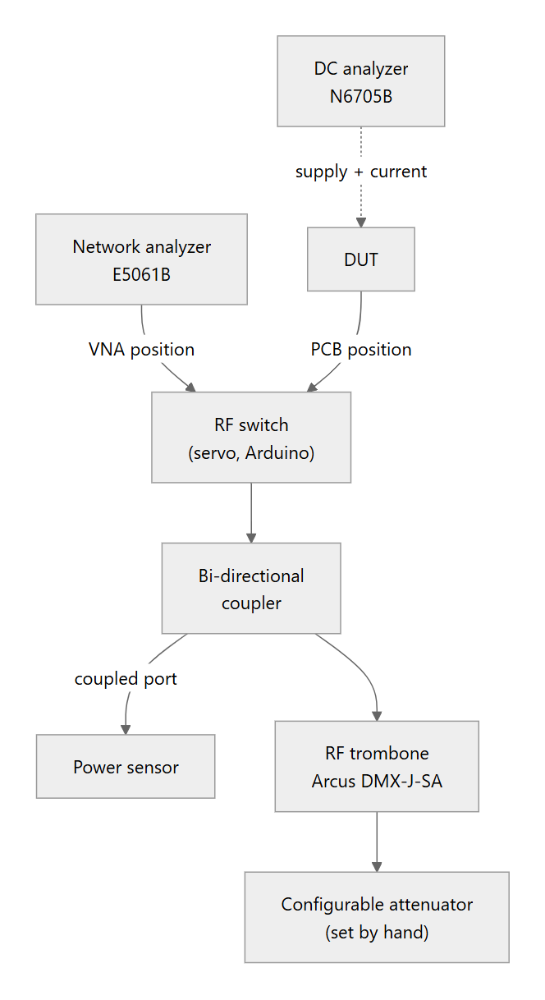 DC analyzer
N6705B
supply + current
Network analyzer
E5061B
DUT
VNA position
PCB position
RF switch
(servo, Arduino)
Bi-directional
coupler
coupled port
Power sensor
RF trombone
Arcus DMX-J-SA
Configurable attenuator
(set by hand)